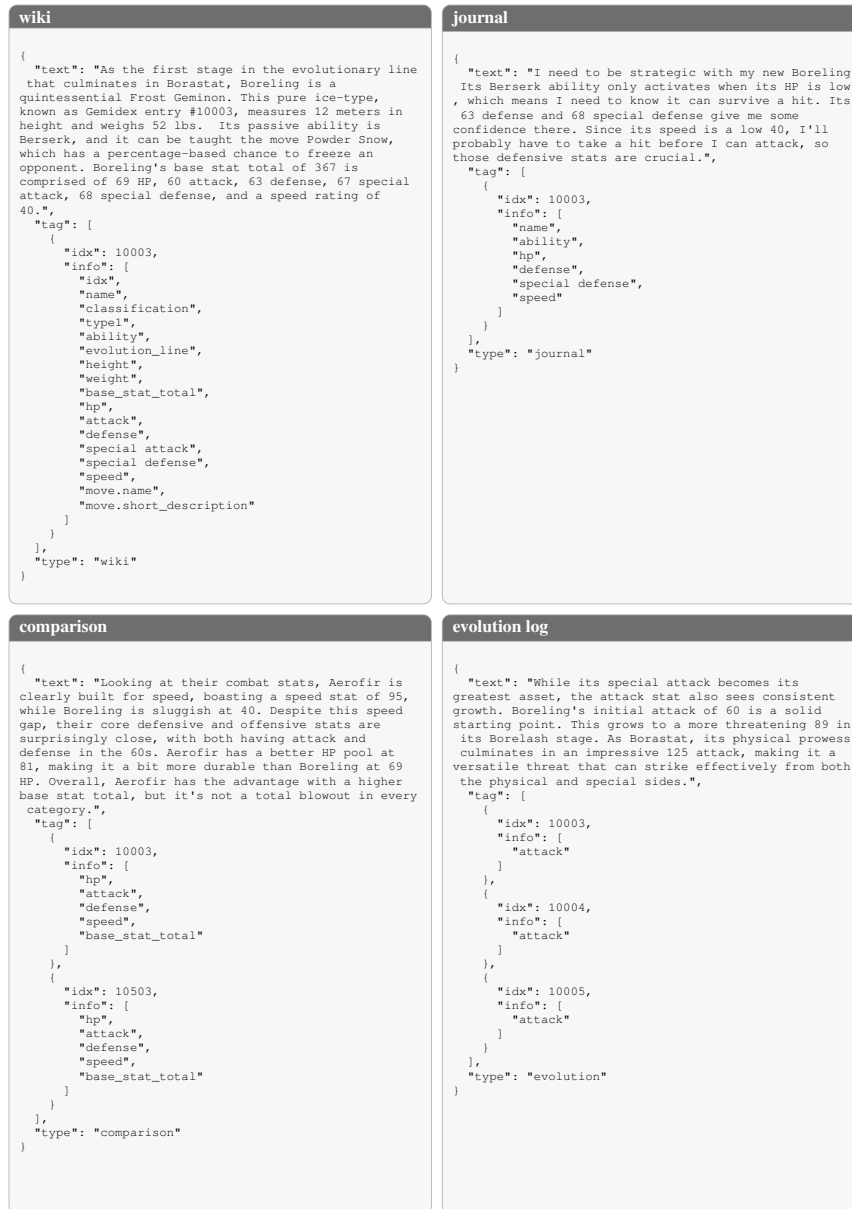 wiki
{
"text": "As the first stage in the evolutionary line
that culminates in Borastat, Boreling is a
quintessential Frost Geminon. This pure ice-type,
known as Gemidex entry #10003, measures 12 meters in
height and weighs 52 lbs.  Its passive ability is
Berserk, and it can be taught the move Powder Snow,
which has a percentage-based chance to freeze an
opponent. Boreling's base stat total of 367 is
comprised of 69 HP, 60 attack, 63 defense, 67 special
attack, 68 special defense, and a speed rating of
40.",
"tag": [
{
"idx": 10003,
"info": [
"idx",
"name",
"classification",
"type1",
"ability",
"evolution_line",
"height",
"weight",
"base_stat_total",
"hp",
"attack",
"defense",
"special attack",
"special defense",
"speed",
"move.name",
"move.short_description"
]
}
],
"type": "wiki"
}
journal
{
"text": "I need to be strategic with my new Boreling
Its Berserk ability only activates when its HP is low
, which means I need to know it can survive a hit. Its
63 defense and 68 special defense give me some
confidence there. Since its speed is a low 40, I'll
probably have to take a hit before I can attack, so
those defensive stats are crucial.",
"tag": [
{
"idx": 10003,
"info": [
"name",
"ability",
"hp",
"defense",
"special defense",
"speed"
]
}
],
"type": "journal"
}
comparison
{
"text": "Looking at their combat stats, Aerofir is
clearly built for speed, boasting a speed stat of 95,
while Boreling is sluggish at 40. Despite this speed
gap, their core defensive and offensive stats are
surprisingly close, with both having attack and
defense in the 60s. Aerofir has a better HP pool at
81, making it a bit more durable than Boreling at 69
HP. Overall, Aerofir has the advantage with a higher
base stat total, but it's not a total blowout in every
category.",
"tag": [
{
"idx": 10003,
"info": [
"hp",
"attack",
"defense",
"speed",
"base_stat_total"
]
},
{
"idx": 10503,
"info": [
"hp",
"attack",
"defense",
"speed",
"base_stat_total"
]
}
],
"type": "comparison"
}
evolution log
{
"text": "While its special attack becomes its
greatest asset, the attack stat also sees consistent
growth. Boreling's initial attack of 60 is a solid
starting point. This grows to a more threatening 89 in
its Borelash stage. As Borastat, its physical prowess
culminates in an impressive 125 attack, making it a
versatile threat that can strike effectively from both
the physical and special sides.",
"tag": [
{
"idx": 10003,
"info": [
"attack"
]
},
{
"idx": 10004,
"info": [
"attack"
]
},
{
"idx": 10005,
"info": [
"attack"
]
}
],
"type": "evolution"
}